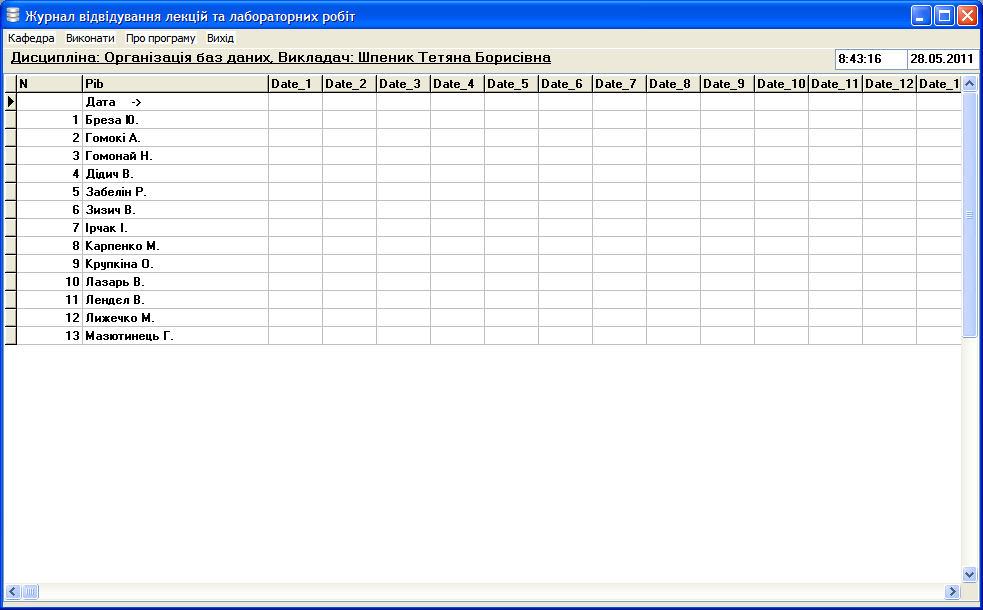 Журнал відвідування лекцій та лабораторних робіт
Кафедра Виконати Про програму Вихід
Дисципліна: Організація баз даних, Викладач: Шпеник Тетяна Борисівна 8:43:16 28.05.2011
N Pib Date_1 Date_2 Date_3 Date_4 Date_5 Date_6 Date_7 Date_8 Date_9 Date_10 Date_11 Date_12 Date_1
Дата ->
1 Бреза Ю.
2 Гомокі А.
3 Гомонай Н.
4 Дідич В.
5 Забелін Р.
6 Зизич В.
7 Ірчак І.
8 Карпенко М.
9 Крупкіна О.
10 Лазарь В.
11 Лендєл В.
12 Лижечко М.
13 Мазютинець Г.